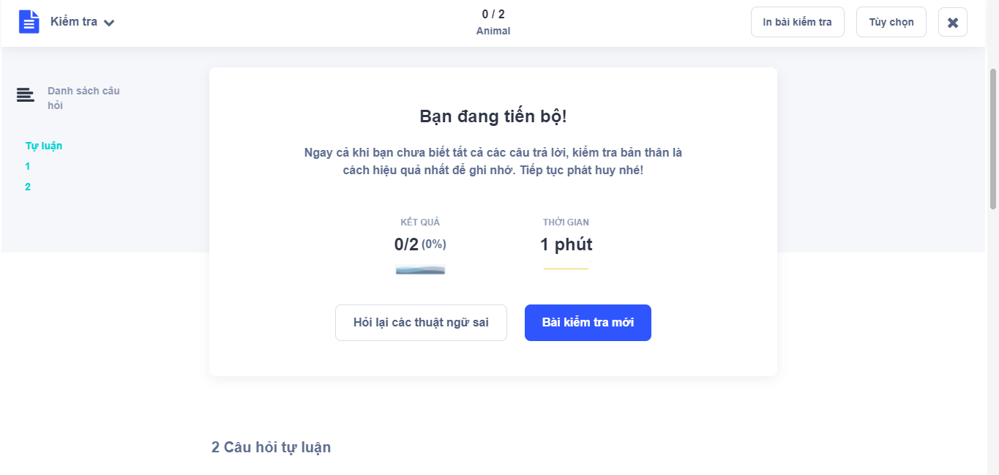 Kiểm tra
0 / 2
Animal
In bài kiểm tra
Tùy chọn
Danh sách câu
hỏi
Tự luận
1
2
Bạn đang tiến bộ!
Ngay cả khi bạn chưa biết tất cả các câu trả lời, kiểm tra bản thân là
cách hiệu quả nhất để ghi nhớ. Tiếp tục phát huy nhé!
KẾT QUẢ
THỜI GIAN
0/2 (0%)
1 phút
Hỏi lại các thuật ngữ sai
Bài kiểm tra mới
2 Câu hỏi tự luận